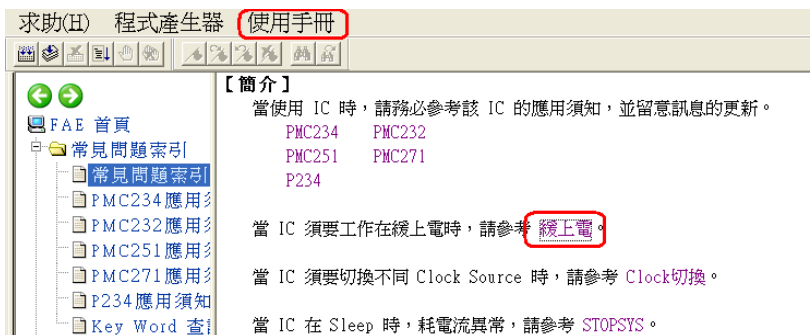 求助(H) 程式產生器 使用手冊
FAE 首頁
常見問題索引
常見問題索引
PMC234應用
PMC232應用
PMC251應用
PMC271應用
P234應用須知
Key Word
【簡介】
當使用 IC 時，請務必參考該 IC 的應用須知，並留意訊息的更新。
PMC234 PMC232
PMC251 PMC271
P234
當 IC 須要工作在緩上電時，請參考 緩上電。
當 IC 須要切換不同 Clock Source 時，請參考 Clock切換。
當 IC 在 Sleep 時，耗電流異常，請參考 STOPSYS。